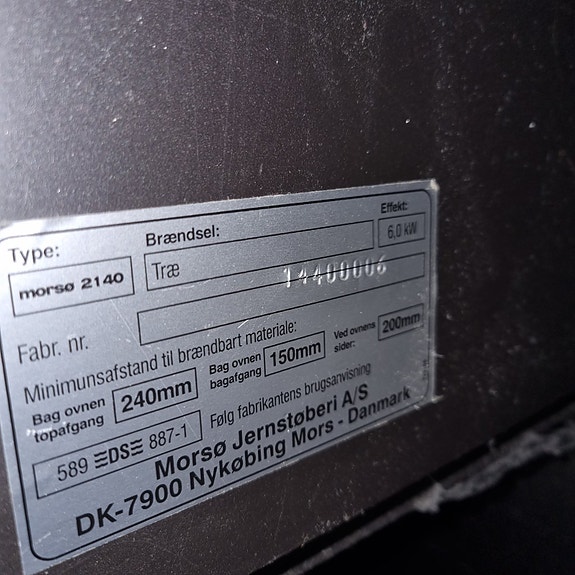 Type: Brændsel: Effekt:
morsø 2140 Træ 6,0 kW
Fabr. nr. 14400006
Minimunsafstand til brændbart materiale:
Bag ovnen topafgang 240mm Bag ovnen bagafgang 150mm Ved ovnens sider: 200mm
589 DS 887-1 Følg fabrikantens brugsanvisning
Morsø Jernstøberi A/S
DK-7900 Nykøbing Mors - Danmark